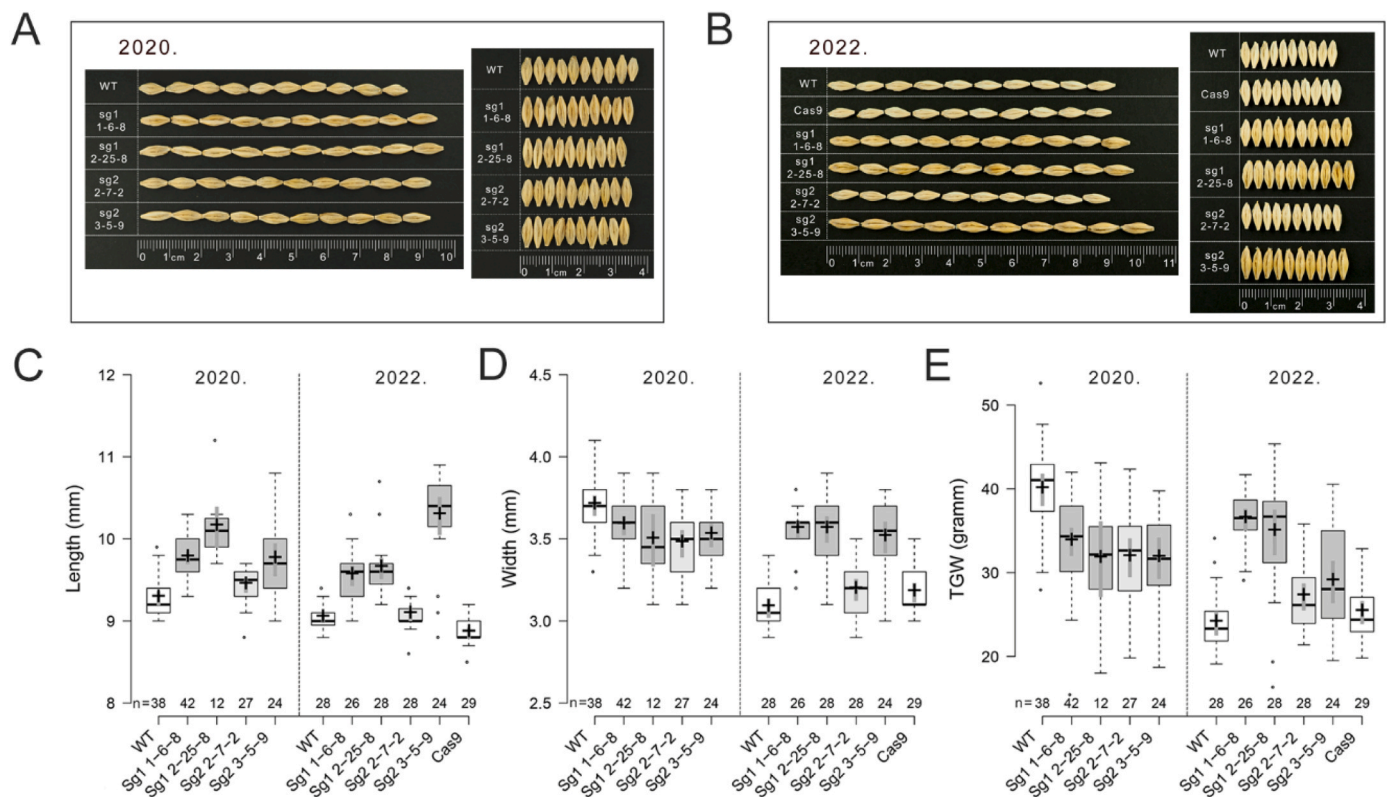 A
2020.
WT
sg1
1-6-8
sg1
2-25-8
sg2
2-7-2
sg2
3-5-9
0 1cm 2 3 4 5 6 7 8 9 10
WT
sg1
1-6-8
sg1
2-25-8
sg2
2-7-2
sg2
3-5-9
0 1cm 2 3 4
B
2022.
WT
Cas9
sg1
1-6-8
sg1
2-25-8
sg2
2-7-2
sg2
3-5-9
0 1cm 2 3 4 5 6 7 8 9 10 11
WT
Cas9
sg1
1-6-8
sg1
2-25-8
sg2
2-7-2
sg2
3-5-9
0 1cm 2 3 4
C
2020. 2022.
Length (mm)
12
11
10
9
8
n=38 42 12 27 24 28 26 28 28 24 29
WT
Sg1 1-6-8
Sg1 2-25-8
Sg2 2-7-2
Sg2 3-5-9
WT
Sg1 1-6-8
Sg1 2-25-8
Sg2 2-7-2
Sg2 3-5-9
Cas9
D
2020. 2022.
Width (mm)
4.5
4.0
3.5
3.0
2.5
n=38 42 12 27 24 28 26 28 28 24 29
WT
Sg1 1-6-8
Sg1 2-25-8
Sg2 2-7-2
Sg2 3-5-9
WT
Sg1 1-6-8
Sg1 2-25-8
Sg2 2-7-2
Sg2 3-5-9
Cas9
E
2020. 2022.
TGW (gramm)
50
40
30
20
n=38 42 12 27 24 28 26 28 28 24 29
WT
Sg1 1-6-8
Sg1 2-25-8
Sg2 2-7-2
Sg2 3-5-9
WT
Sg1 1-6-8
Sg1 2-25-8
Sg2 2-7-2
Sg2 3-5-9
Cas9